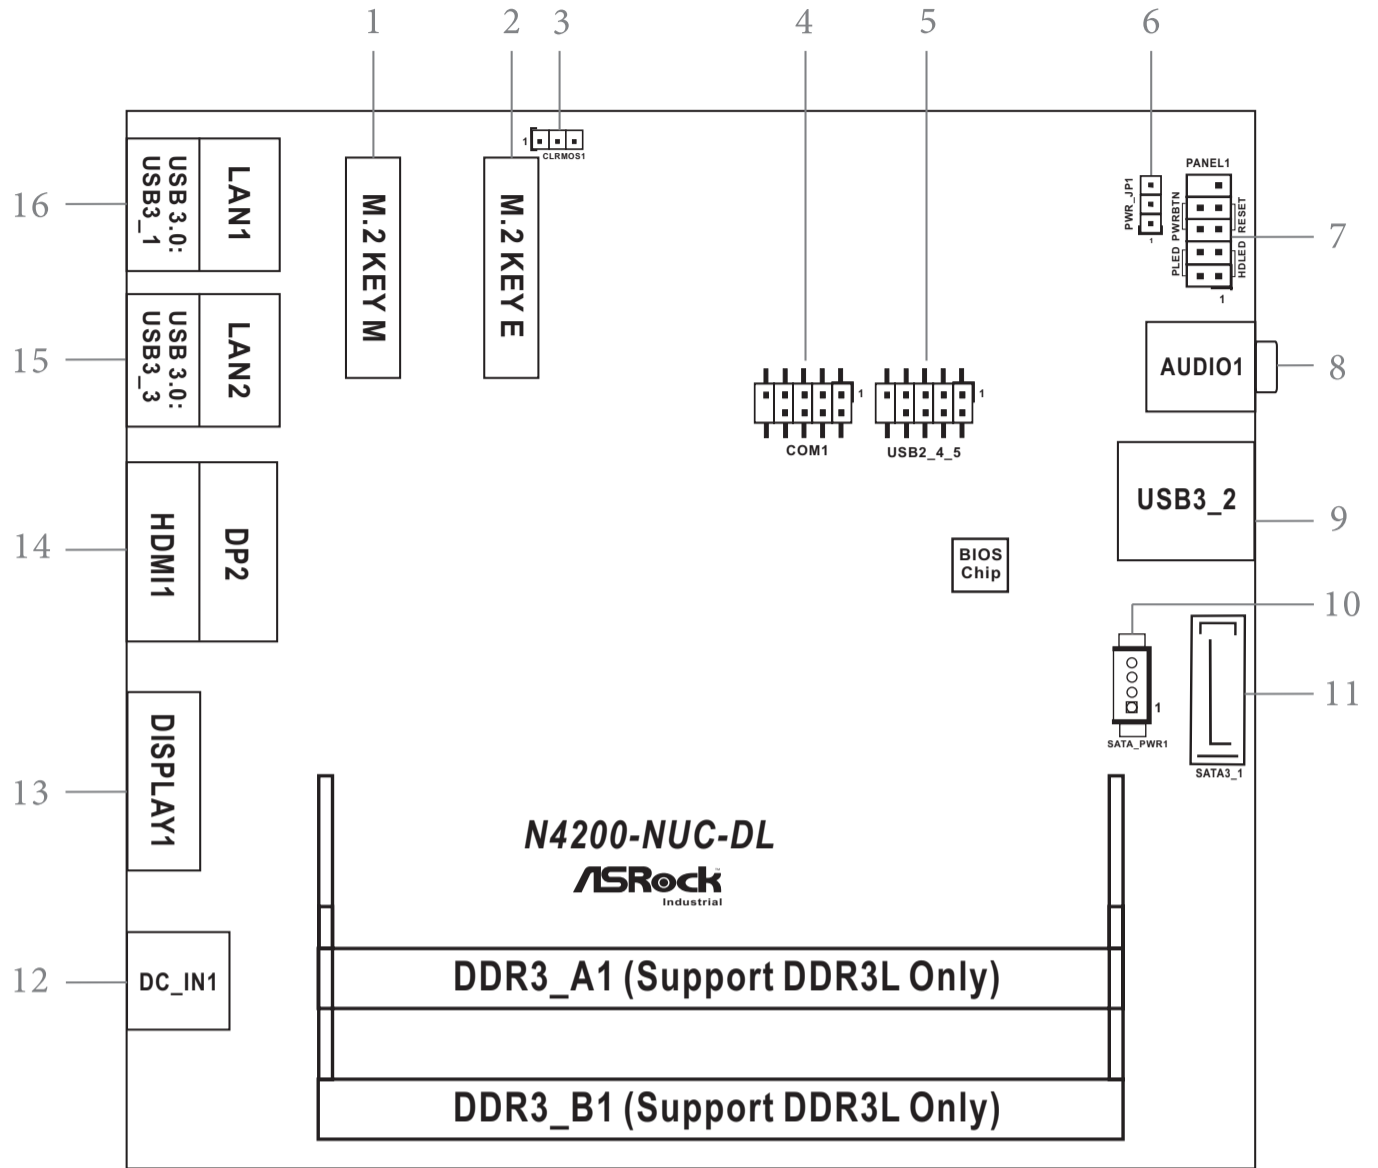 1
2
3
4
5
6
1
CLRMOS1
PANEL1
PWR_JP1
1
PLED PWRBTN
HDLED RESET
1
7
16
USB 3.0:
USB3_1
LAN1
M.2 KEY M
M.2 KEY E
15
USB 3.0:
USB3_3
LAN2
1
COM1
1
USB2_4_5
AUDIO1
8
USB3_2
9
14
HDMI1
DP2
BIOS
Chip
10
1
SATA_PWR1
11
SATA3_1
13
DISPLAY1
N4200-NUC-DL
ASRock
Industrial
12
DC_IN1
DDR3_A1 (Support DDR3L Only)
DDR3_B1 (Support DDR3L Only)